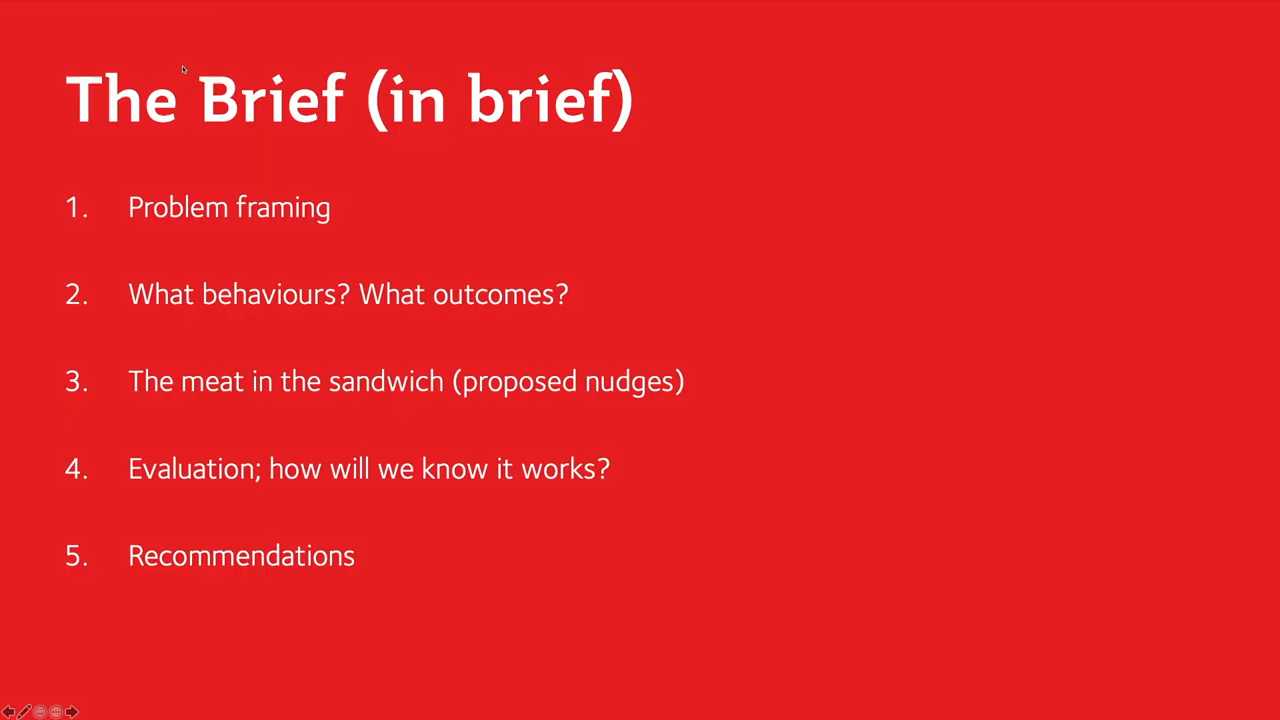 The Brief (in brief)
1. Problem framing
2. What behaviours? What outcomes?
3. The meat in the sandwich (proposed nudges)
4. Evaluation; how will we know it works?
5. Recommendations